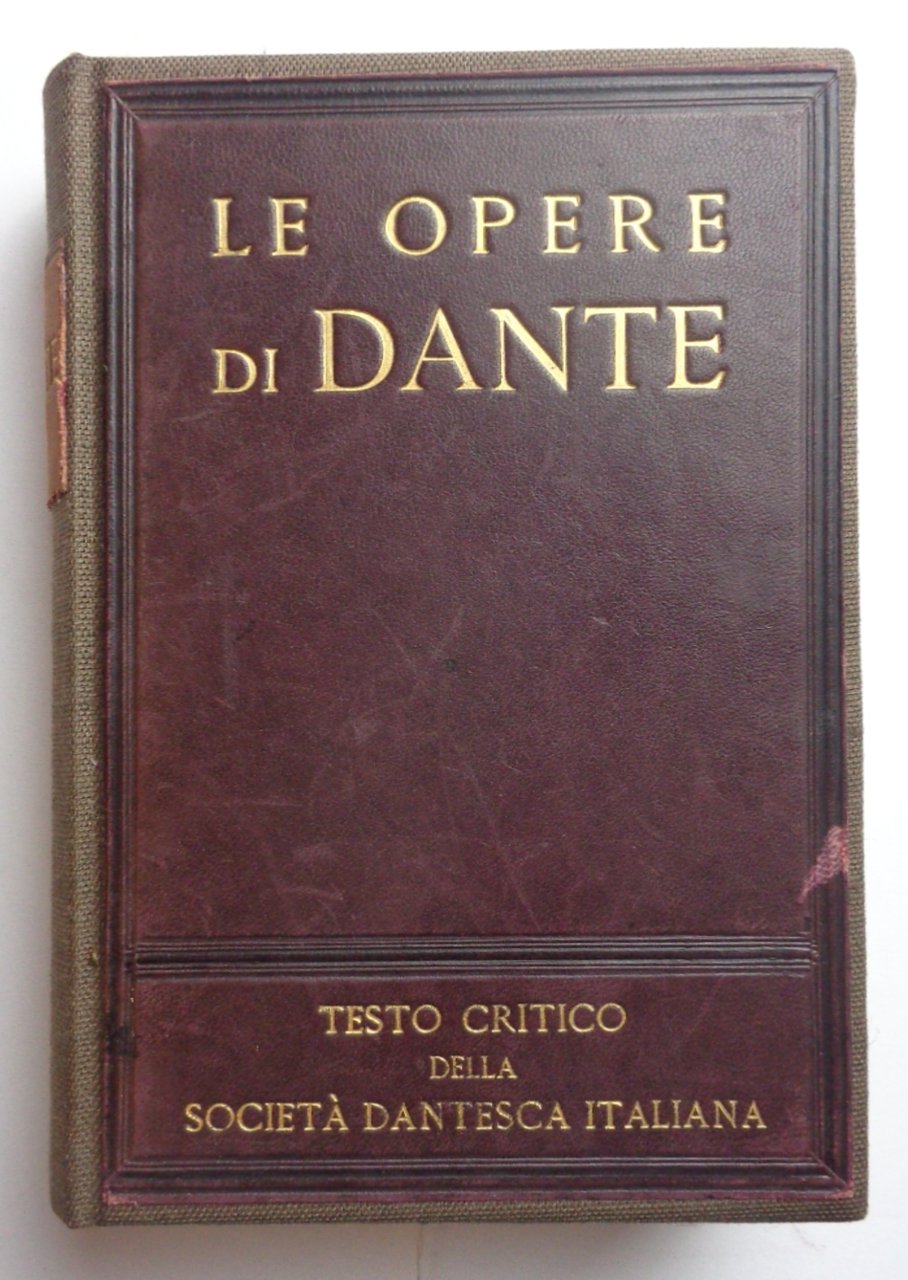 LE OPERE
DI DANTE
TESTO CRITICO
DELLA
SOCIETÀ DANTESCA ITALIANA